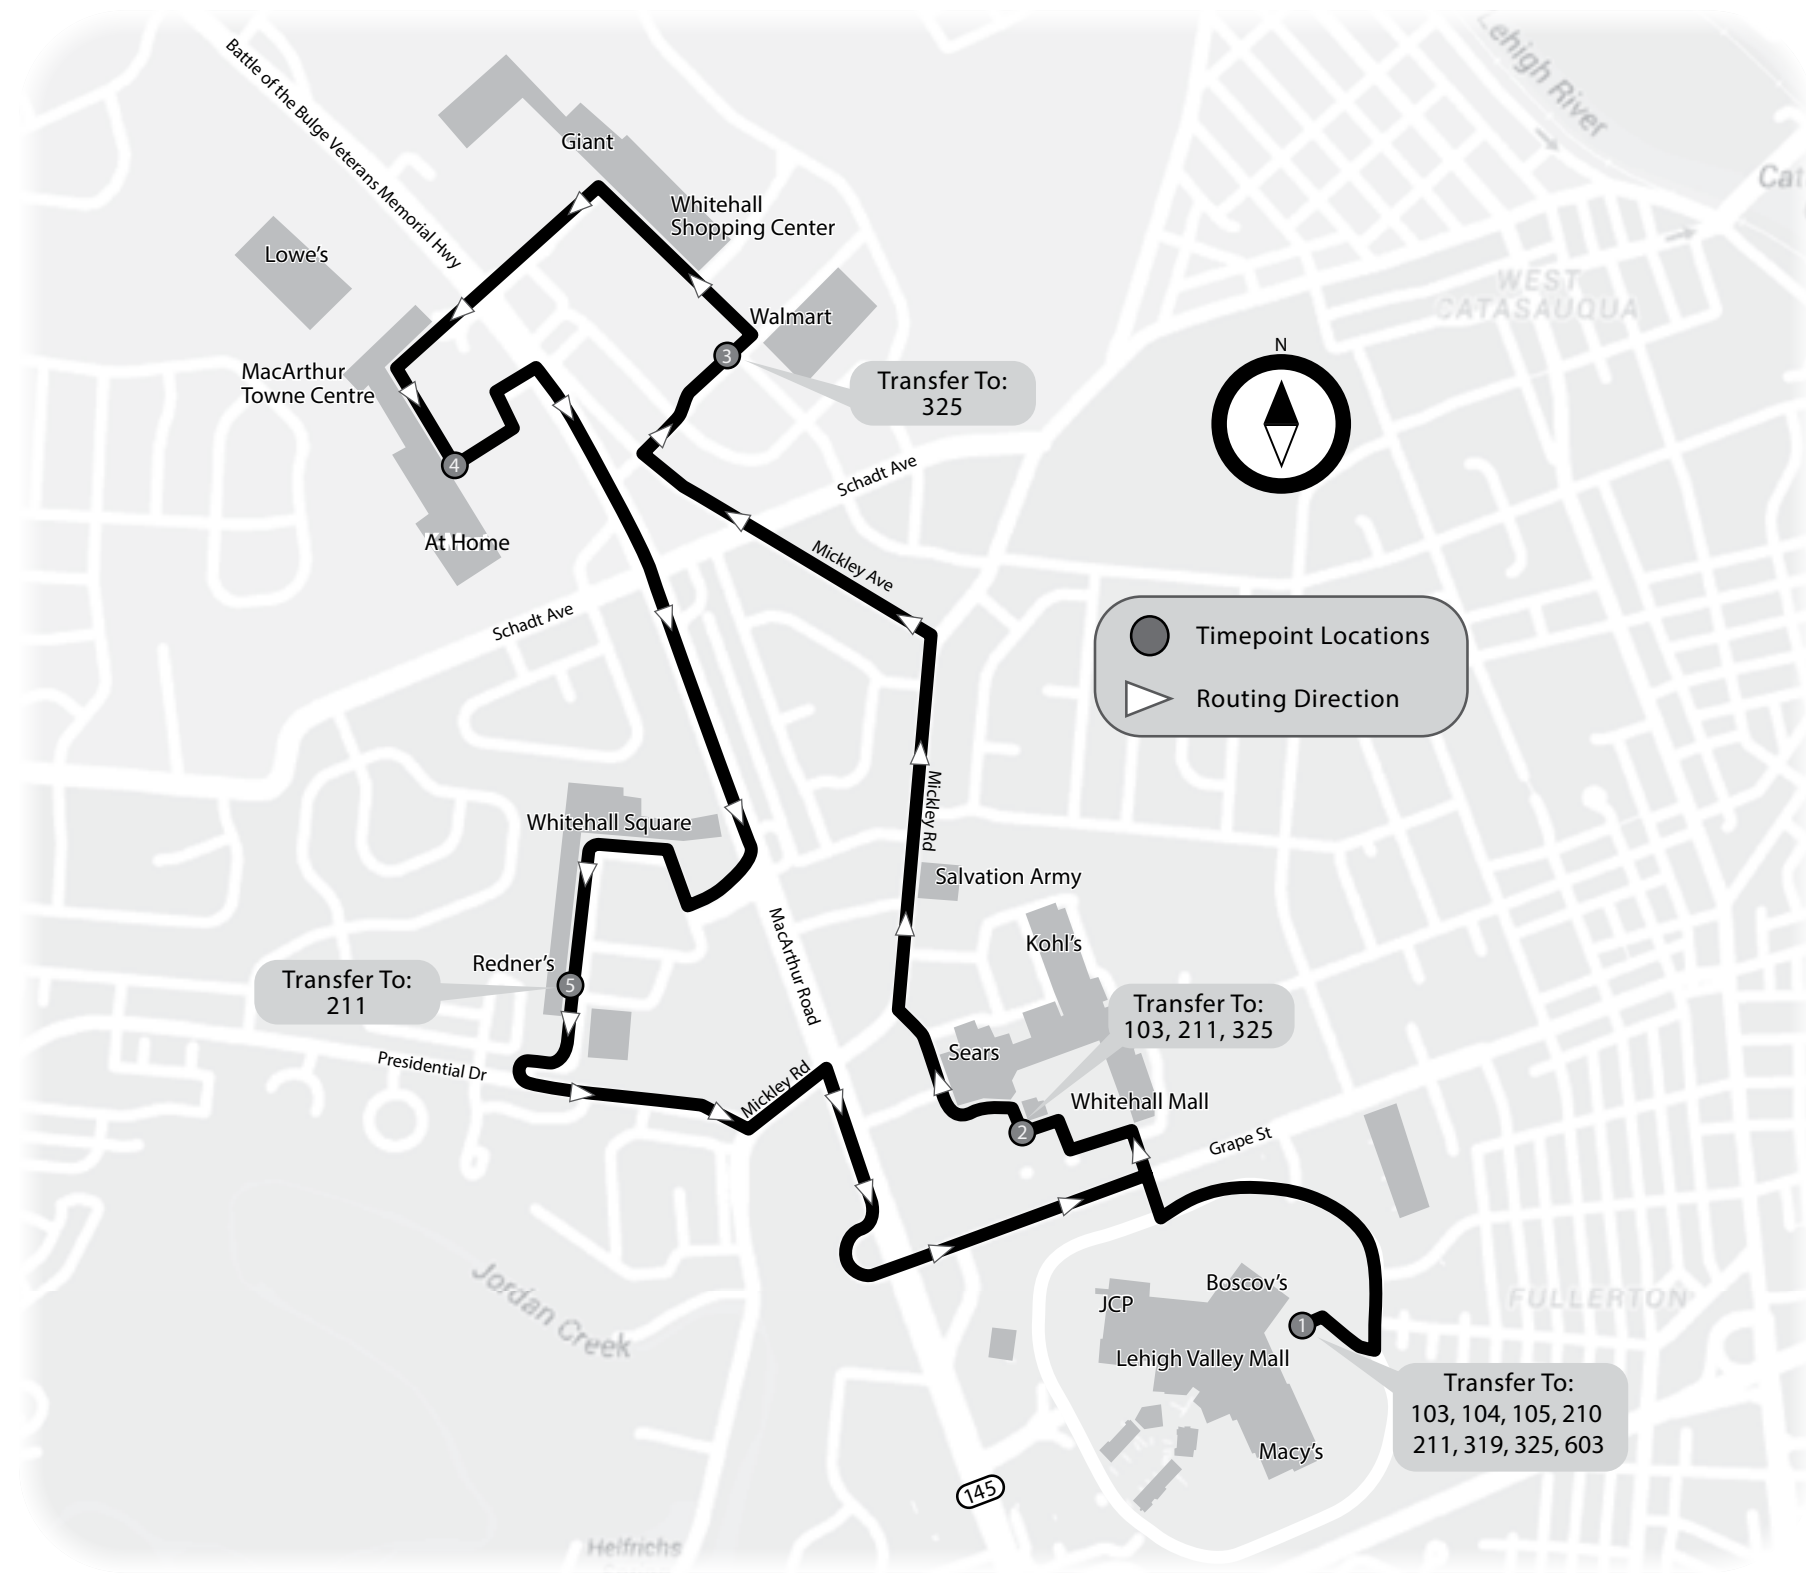 Lehigh River
Battle of the Bulge Veterans Memorial Hwy
Giant
Whitehall
Shopping Center
Lowe's
WEST
CATASAUQUA
Walmart
N
3
MacArthur
Towne Centre
Transfer To:
325
4
Schadt Ave
At Home
Mickley Ave
Schadt Ave
Timepoint Locations
Routing Direction
Mickley Rd
Whitehall Square
Salvation Army
MacArthur Road
Kohl's
Redner's
5
Transfer To:
211
Transfer To:
103, 211, 325
Sears
Presidential Dr
Mickley Rd
Whitehall Mall
2
Grape St
Jordan Creek
Boscov's
JCP
1
FULLERTON
Lehigh Valley Mall
Transfer To:
103, 104, 105, 210
211, 319, 325, 603
Macy's
145
Helfrichs